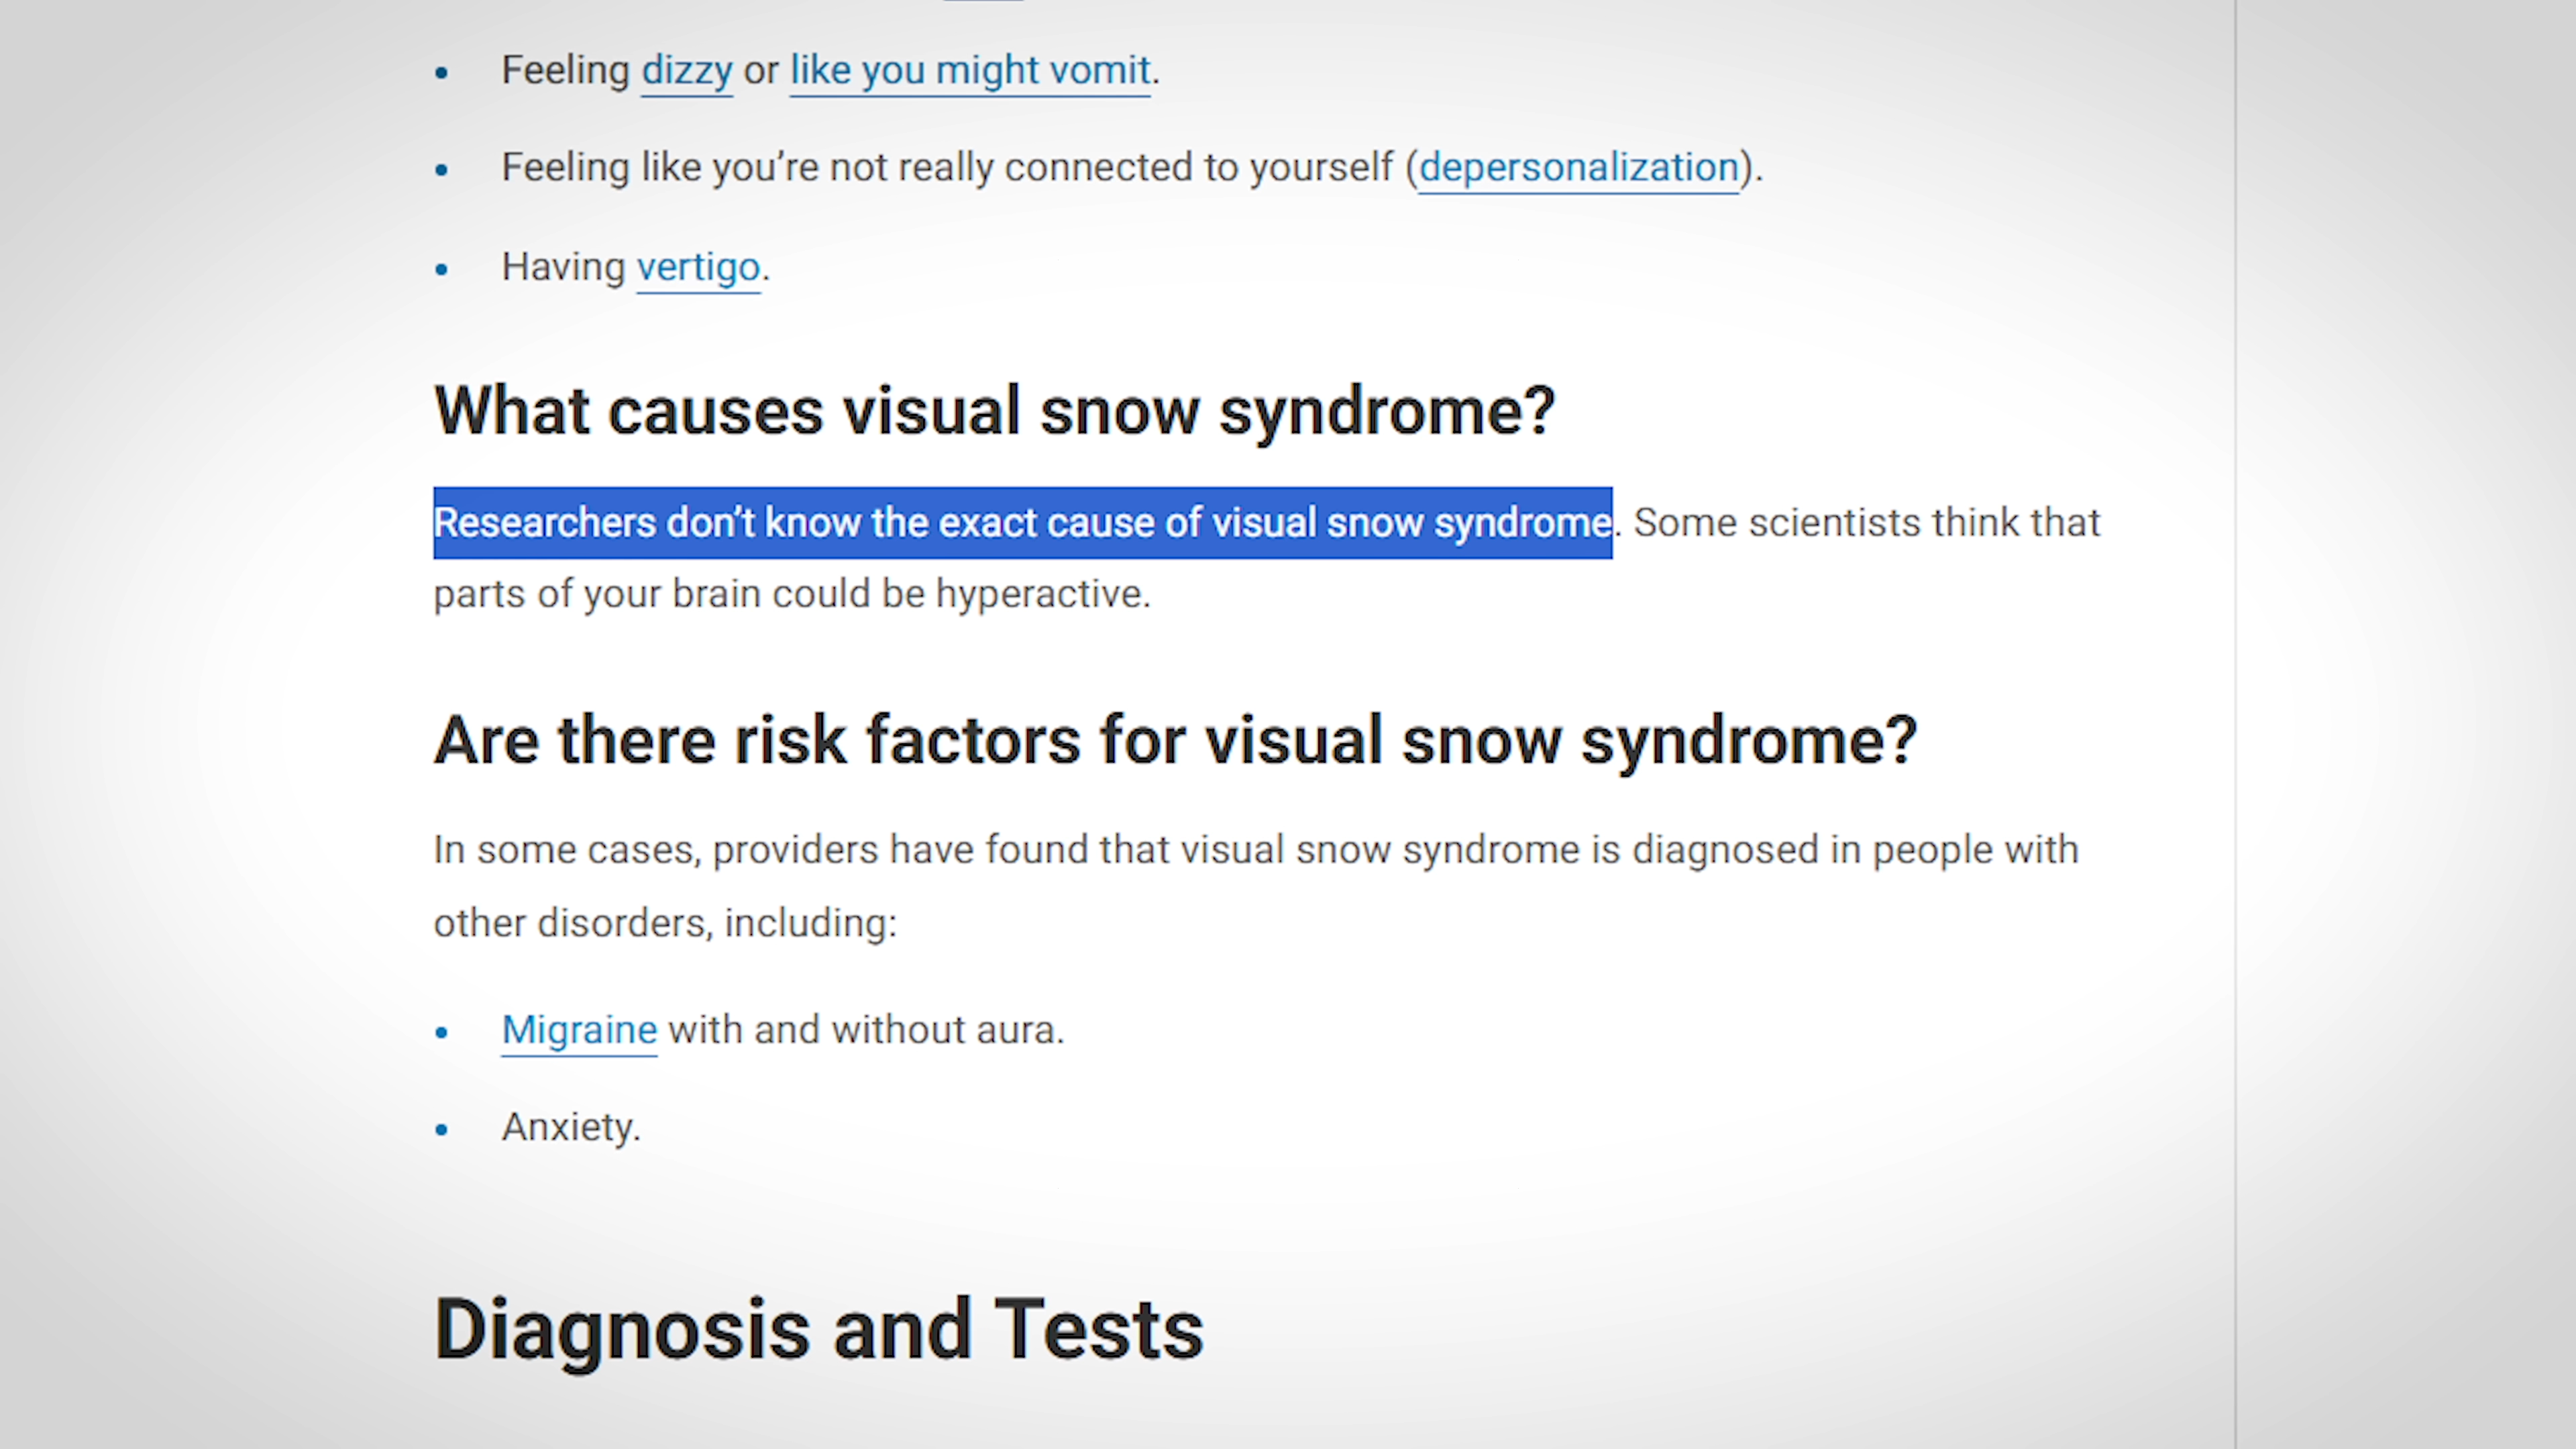 Feeling dizzy or like you might vomit.
Feeling like you’re not really connected to yourself (depersonalization).
Having vertigo.
What causes visual snow syndrome?
Researchers don’t know the exact cause of visual snow syndrome. Some scientists think that
parts of your brain could be hyperactive.
Are there risk factors for visual snow syndrome?
In some cases, providers have found that visual snow syndrome is diagnosed in people with
other disorders, including:
Migraine with and without aura.
Anxiety.
Diagnosis and Tests